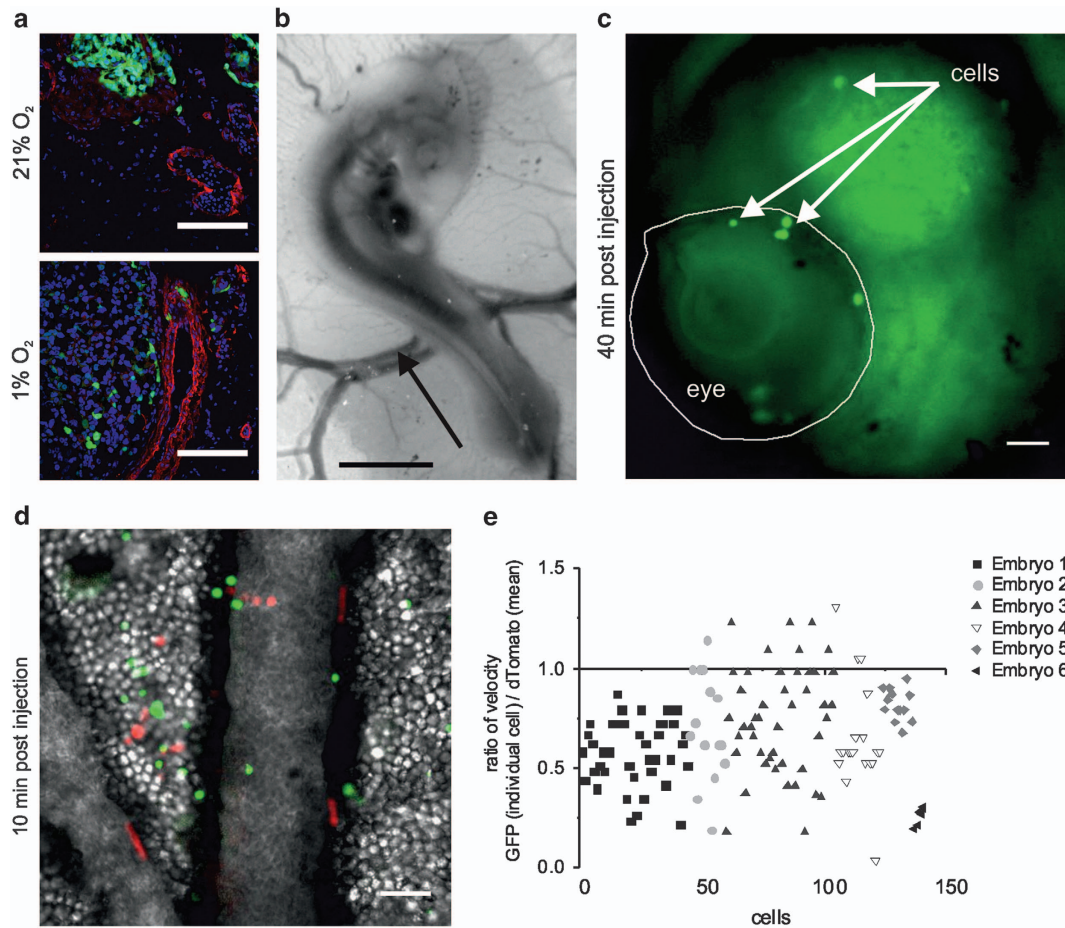 a
21% O2
1% O2
b
c
cells
eye
40 min post injection
d
10 min post injection
e
ratio of velocity
GFP (individual cell) / dTomato (mean)
1.5
1.0
0.5
0.0
0
50
100
150
cells
Embryo 1
Embryo 2
Embryo 3
Embryo 4
Embryo 5
Embryo 6